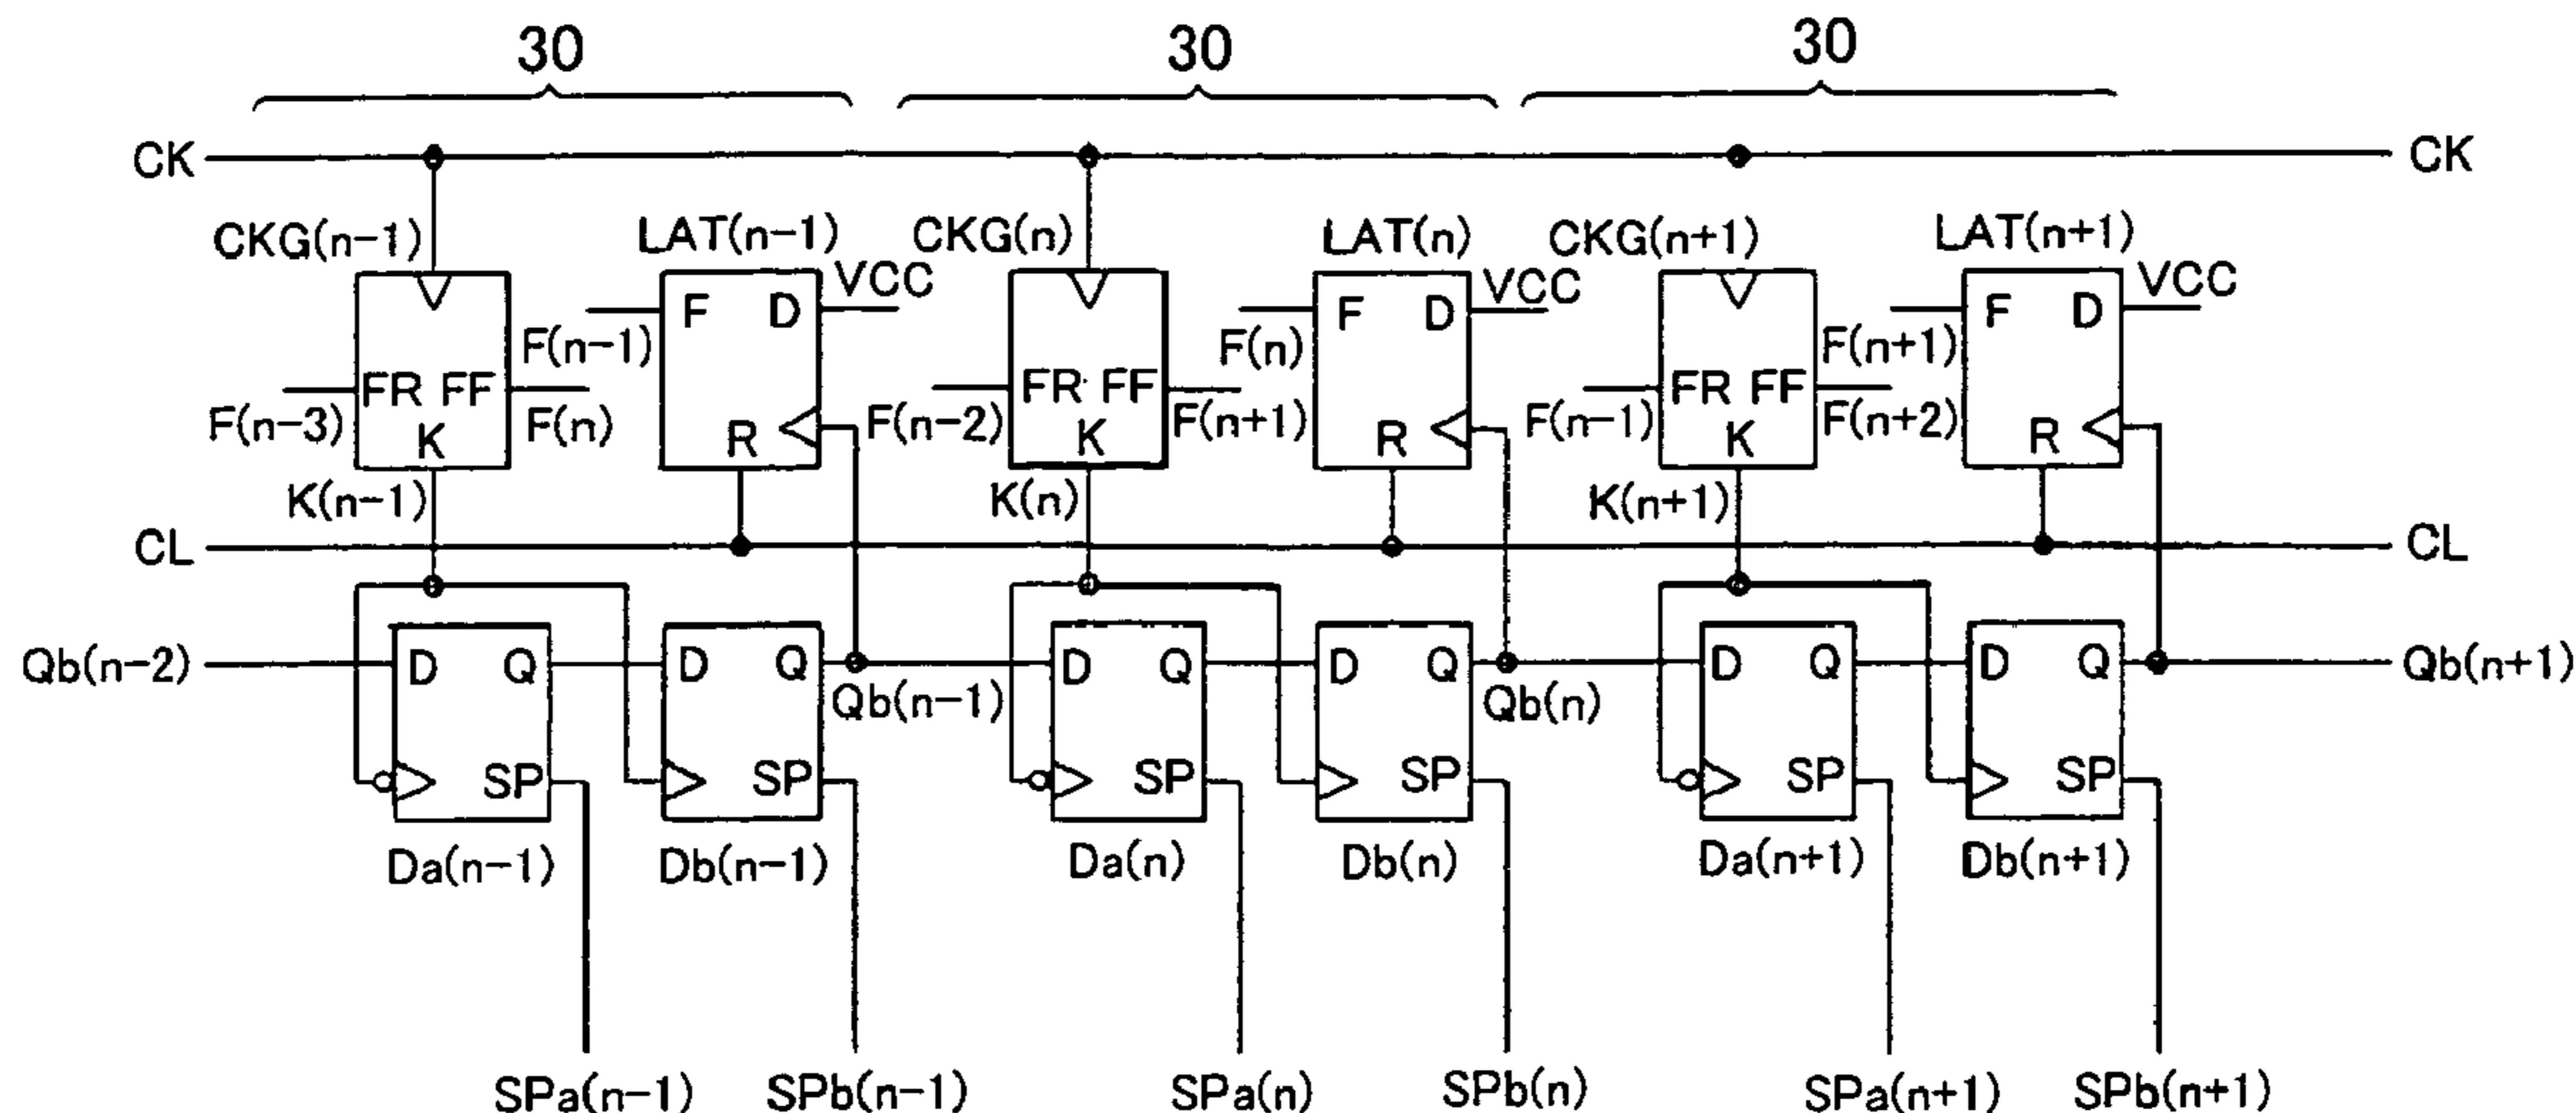 30 30 30
CK CK
CKG(n-1) LAT(n-1) CKG(n) LAT(n) CKG(n+1) LAT(n+1)
VCC VCC VCC
F D F D F D
F(n-1) F(n) F(n+1)
FR FF FR FF FR FF
F(n-3) K F(n) R F(n-2) K F(n+1) R F(n-1) K F(n+2) R
K(n-1) K(n) K(n+1)
CL CL
Qb(n-2) D Q D Q D Q D Q D Q D Q Qb(n+1)
Qb(n-1) Qb(n)
SP SP SP SP SP SP
Da(n-1) Db(n-1) Da(n) Db(n) Da(n+1) Db(n+1)
SPa(n-1) SPb(n-1) SPa(n) SPb(n) SPa(n+1) SPb(n+1)